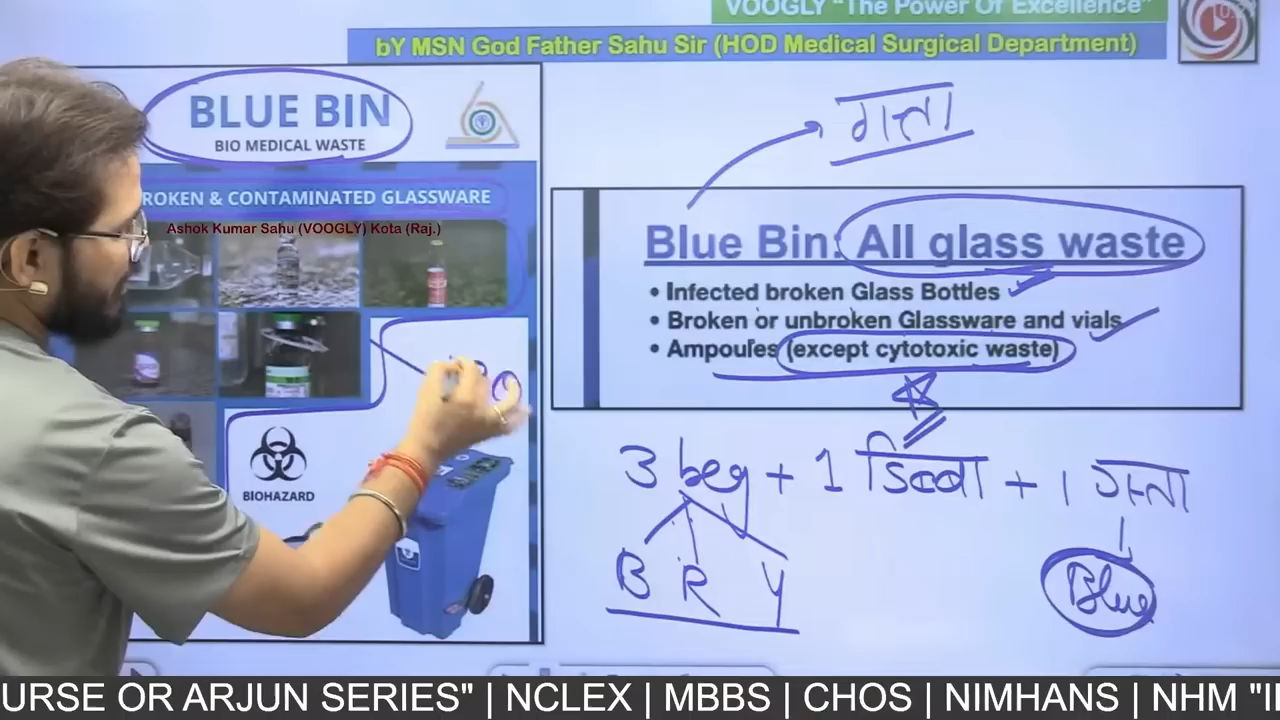 VOOGLY "The Power Of Excellence"
bY MSN God Father Sahu Sir (HOD Medical Surgical Department)
BLUE BIN
BIO MEDICAL WASTE
ROKEN & CONTAMINATED GLASSWARE
Ashok Kumar Sahu (VOOGLY) Kota (Raj.)
BIOHAZARD
गत्ता
Blue Bin: All glass waste
• Infected broken Glass Bottles
• Broken or unbroken Glassware and vials
• Ampoules (except cytotoxic waste)
3 beg + 1 डिब्बा + 1 गत्ता
B R Y
Blue
URSE OR ARJUN SERIES" | NCLEX | MBBS | CHOS | NIMHANS | NHM "I